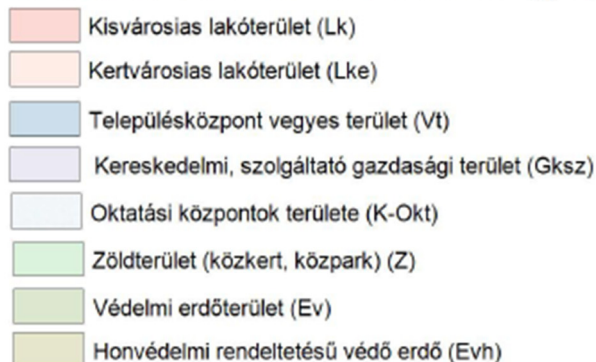 Kisvárosias lakóterület (Lk)
Kertvárosias lakóterület (Lke)
Településközpont vegyes terület (Vt)
Kereskedelmi, szolgáltató gazdasági terület (Gksz)
Oktatási központok területe (K-Okt)
Zöldterület (közkert, közpark) (Z)
Védelmi erdőterület (Ev)
Honvédelmi rendeltetésű védő erdő (Evh)